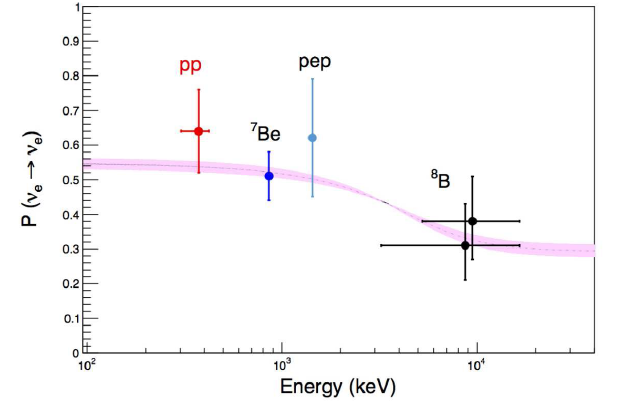 1
0.9
0.8
0.7
0.6
0.5
0.4
0.3
0.2
0.1
0
P (νe → νe)
pp
pep
⁷Be
⁸B
10² 10³ 10⁴
Energy (keV)